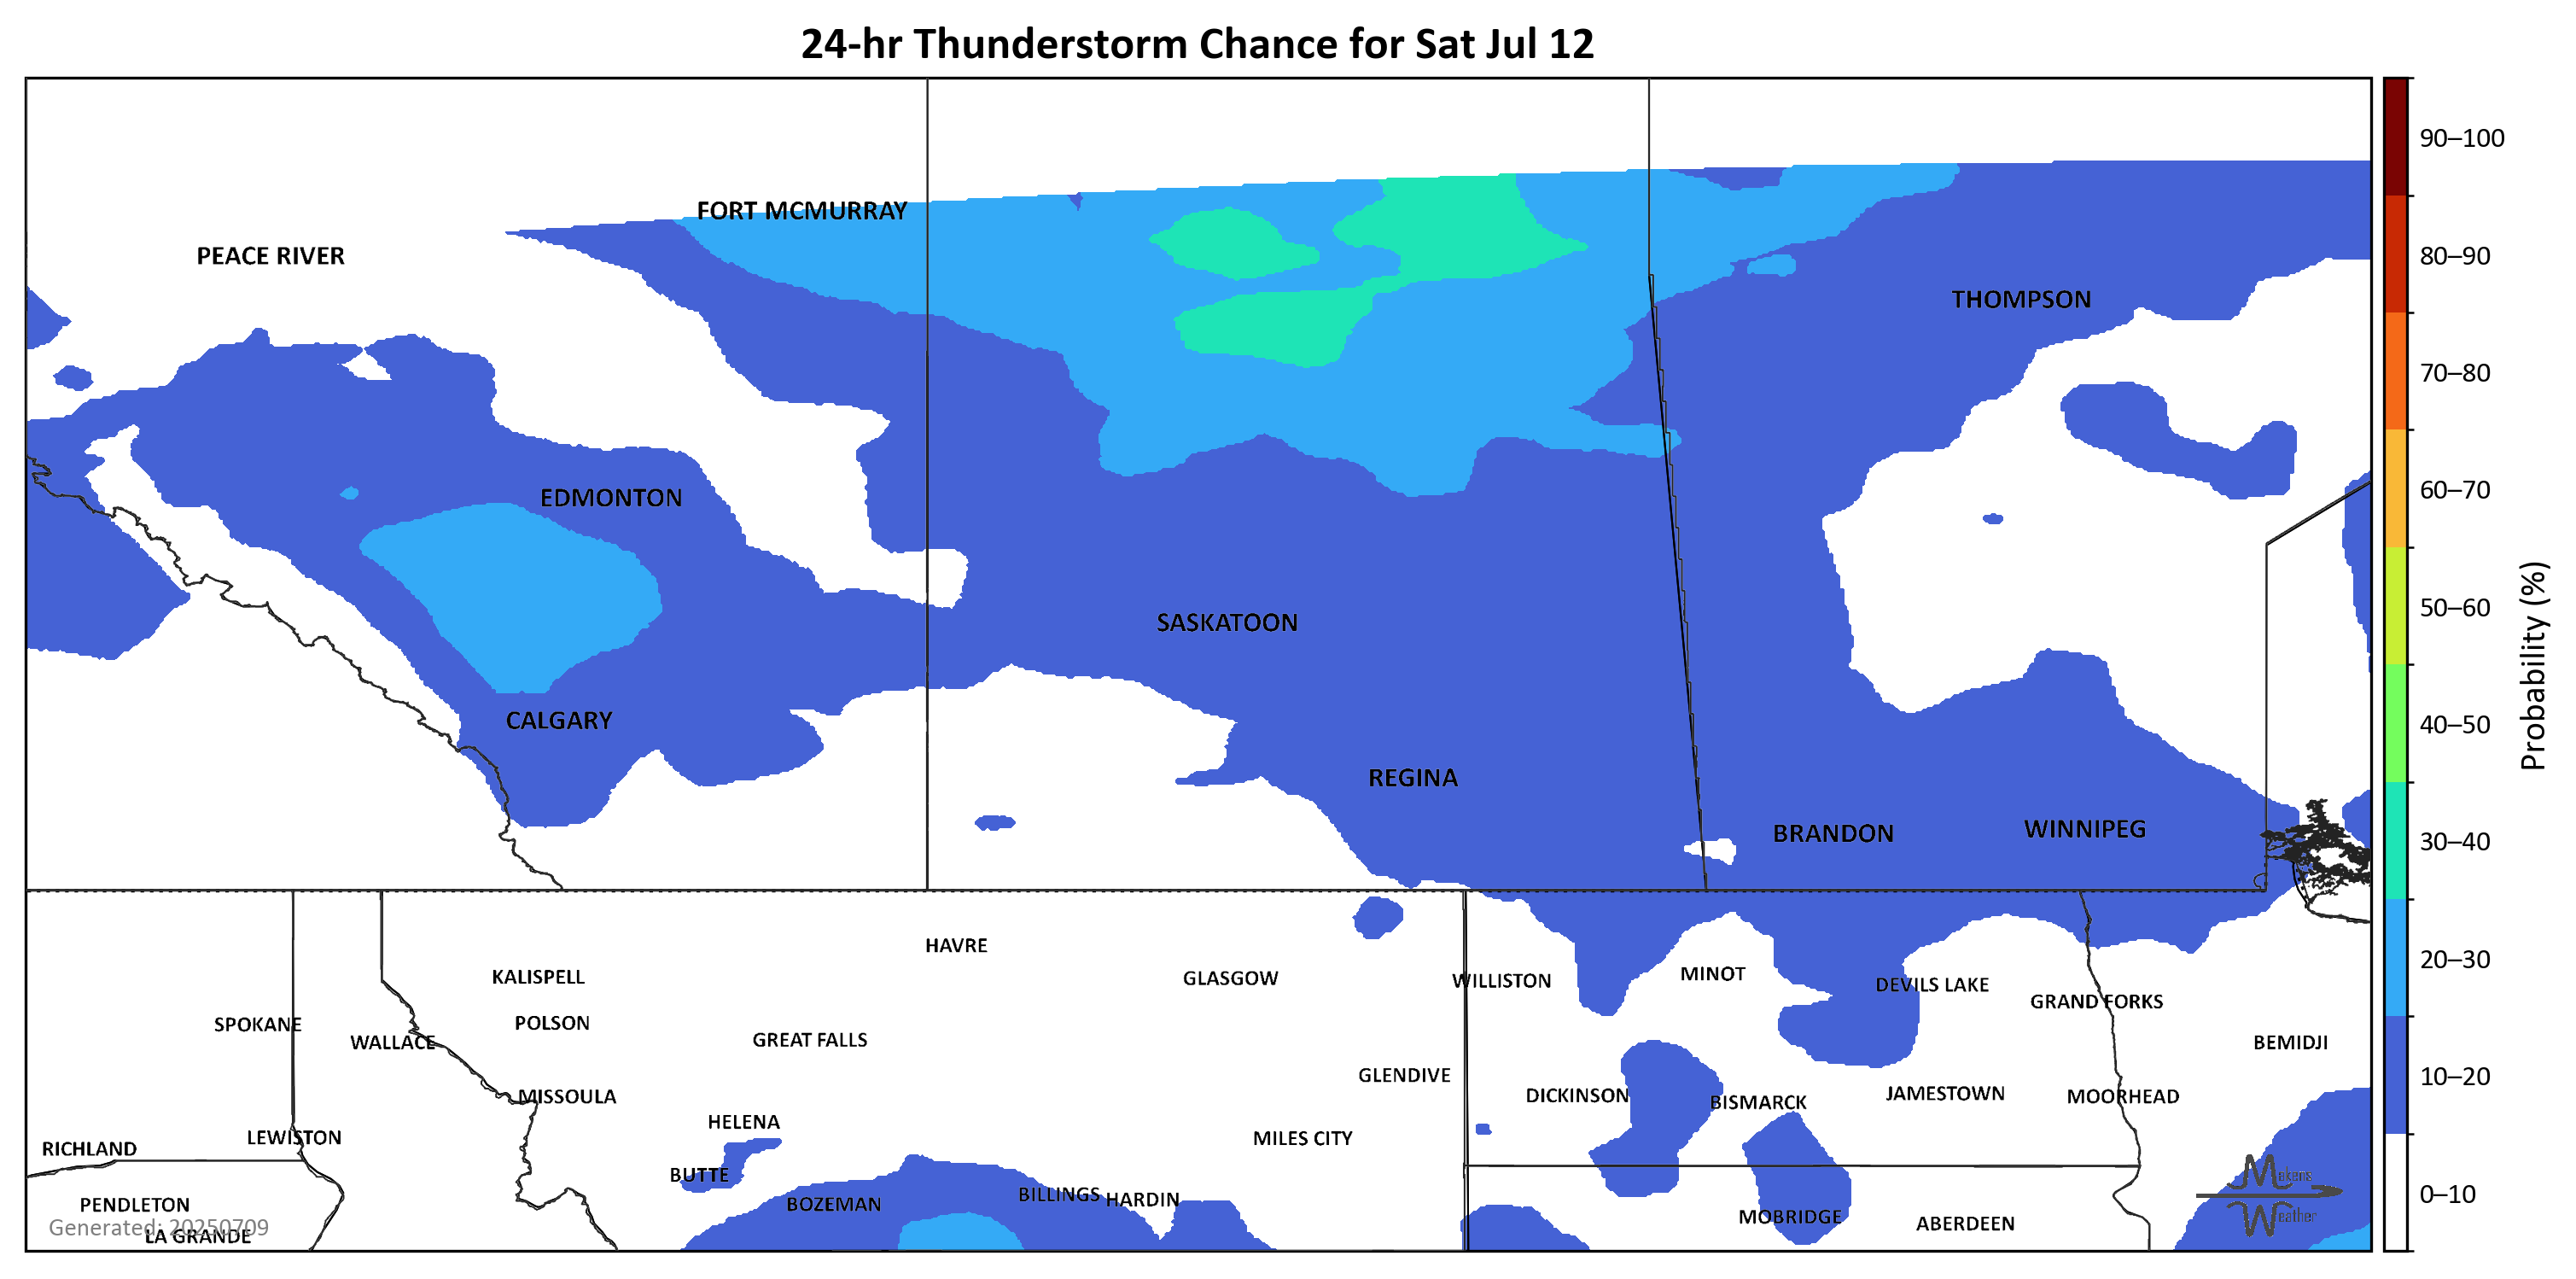 24-hr Thunderstorm Chance for Sat Jul 12
90–100
FORT MCMURRAY
PEACE RIVER
80–90
THOMPSON
70–80
60–70
EDMONTON
50–60
SASKATOON
Probability (%)
CALGARY
40–50
REGINA
WINNIPEG
BRANDON
30–40
HAVRE
20–30
KALISPELL
GLASGOW
WILLISTON
MINOT
DEVILS LAKE
GRAND FORKS
SPOKANE
POLSON
WALLACE
GREAT FALLS
BEMIDJI
GLENDIVE
10–20
MISSOULA
DICKINSON
BISMARCK
JAMESTOWN
MOORHEAD
HELENA
LEWISTON
MILES CITY
RICHLAND
BUTTE
Makens
BILLINGS
HARDIN
0–10
PENDLETON
BOZEMAN
MOBRIDGE
Weather
ABERDEEN
Generated: 20250709
LA GRANDE